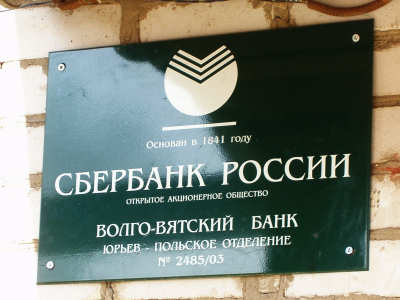 Основан в 1841 году
СБЕРБАНК РОССИИ
ОТКРЫТОЕ АКЦИОНЕРНОЕ ОБЩЕСТВО
ВОЛГО-ВЯТСКИЙ БАНК
ЮРЬЕВ - ПОЛЬСКОЕ ОТДЕЛЕНИЕ
№ 2485/03